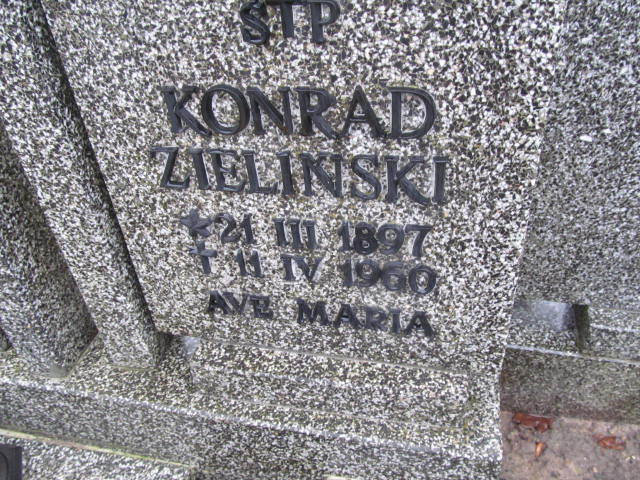 ŚTP
KONRAD
ZIELIŃSKI
* 21 III 1897
† 11 IV 1960
AVE MARIA